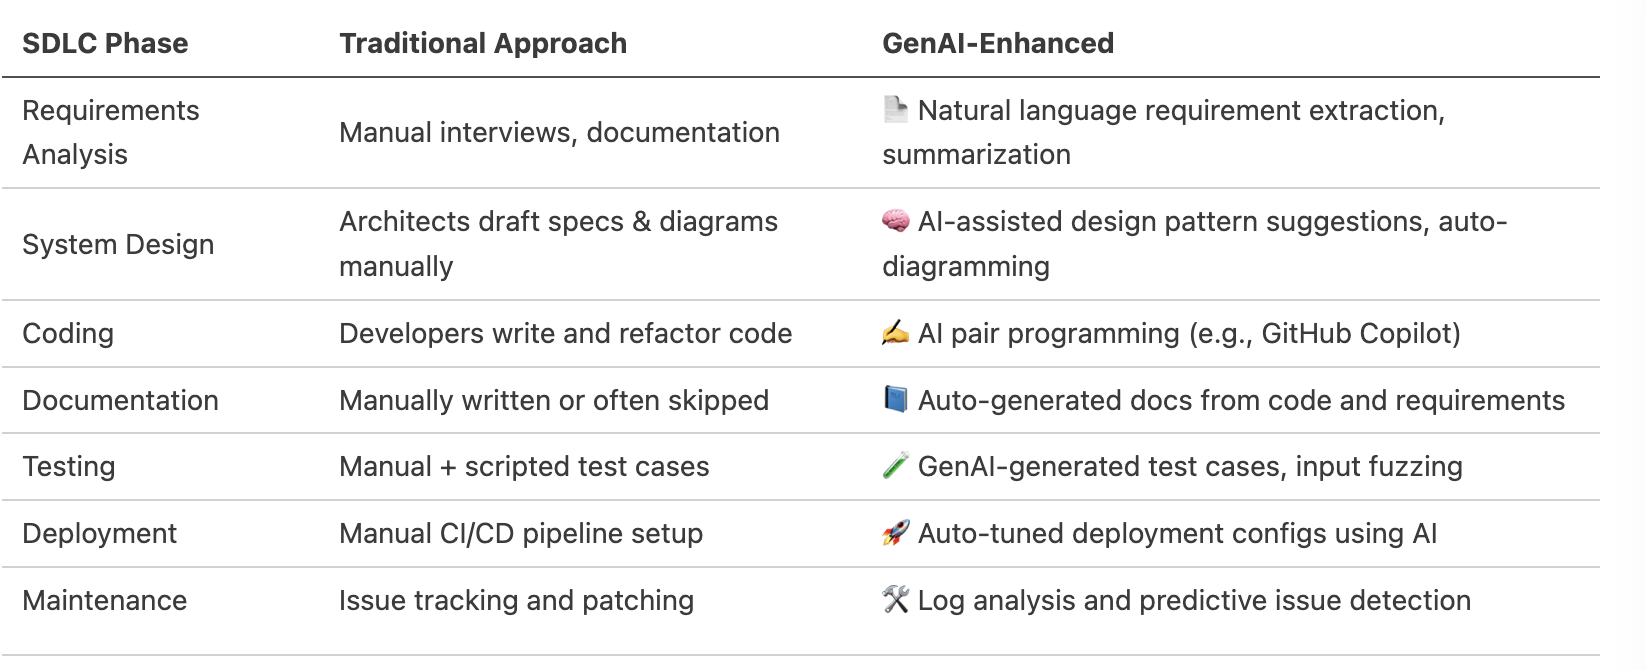 SDLC Phase Traditional Approach GenAI-Enhanced
Requirements Analysis Manual interviews, documentation 📄 Natural language requirement extraction, summarization
System Design Architects draft specs & diagrams manually 🧠 AI-assisted design pattern suggestions, auto-diagramming
Coding Developers write and refactor code ✍️ AI pair programming (e.g., GitHub Copilot)
Documentation Manually written or often skipped 📘 Auto-generated docs from code and requirements
Testing Manual + scripted test cases 🧪 GenAI-generated test cases, input fuzzing
Deployment Manual CI/CD pipeline setup 🚀 Auto-tuned deployment configs using AI
Maintenance Issue tracking and patching 🛠️ Log analysis and predictive issue detection